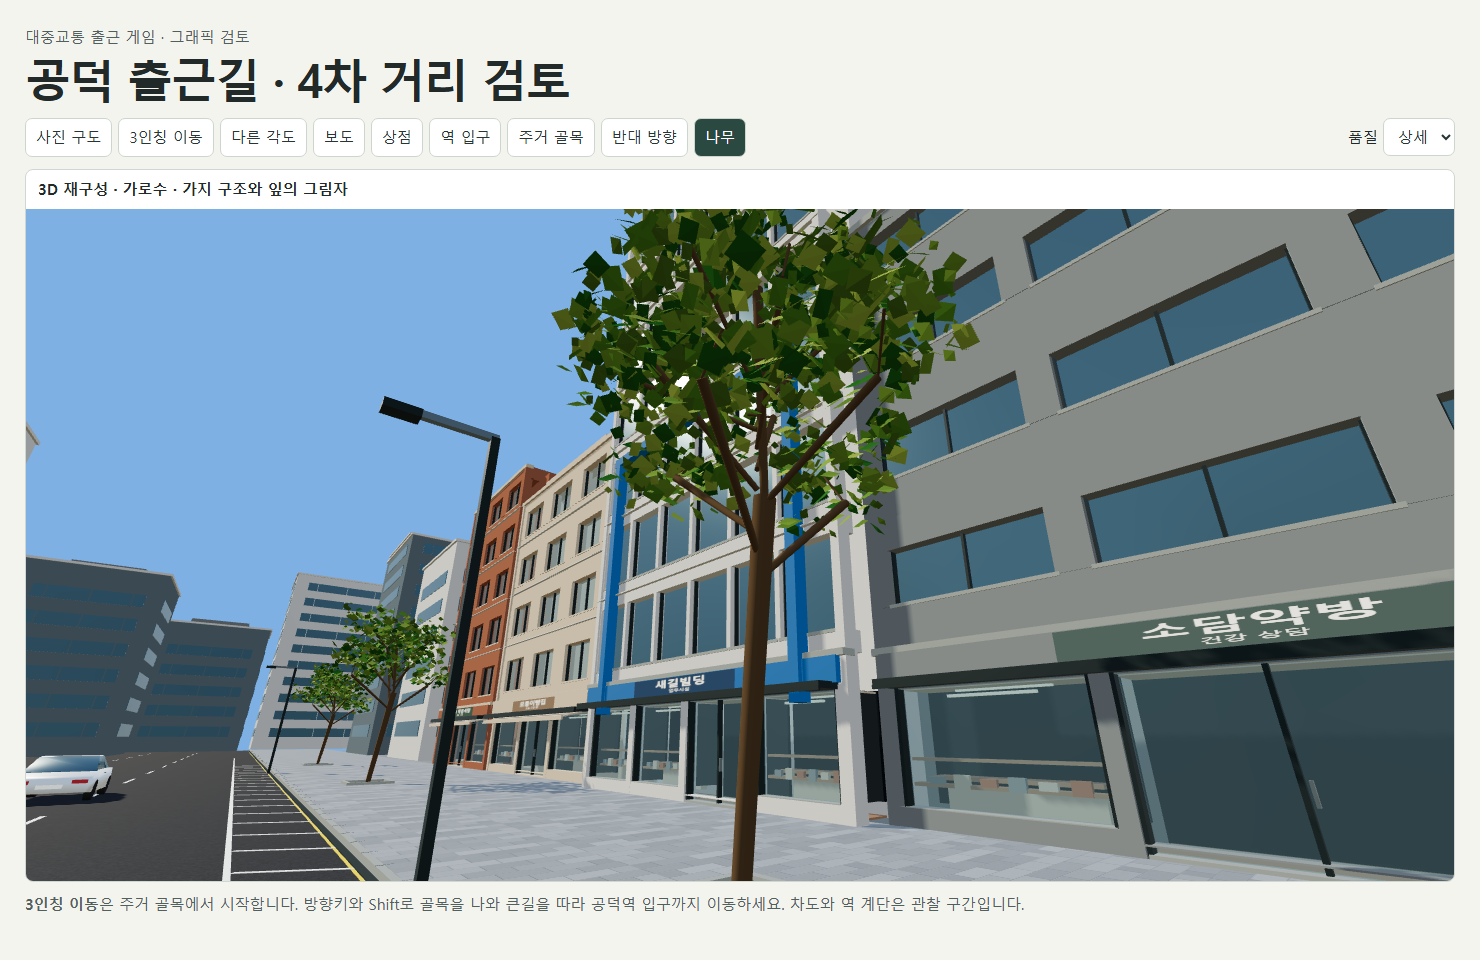 대중교통 출근 게임 · 그래픽 검토
공덕 출근길 · 4차 거리 검토
사진 구도 3인칭 이동 다른 각도 보도 상점 역 입구 주거 골목 반대 방향 나무 품질 상세
3D 재구성 · 가로수 · 가지 구조와 잎의 그림자
소담약방
건강 상담
새길빌딩
3인칭 이동은 주거 골목에서 시작합니다. 방향키와 Shift로 골목을 나와 큰길을 따라 공덕역 입구까지 이동하세요. 차도와 역 계단은 관찰 구간입니다.